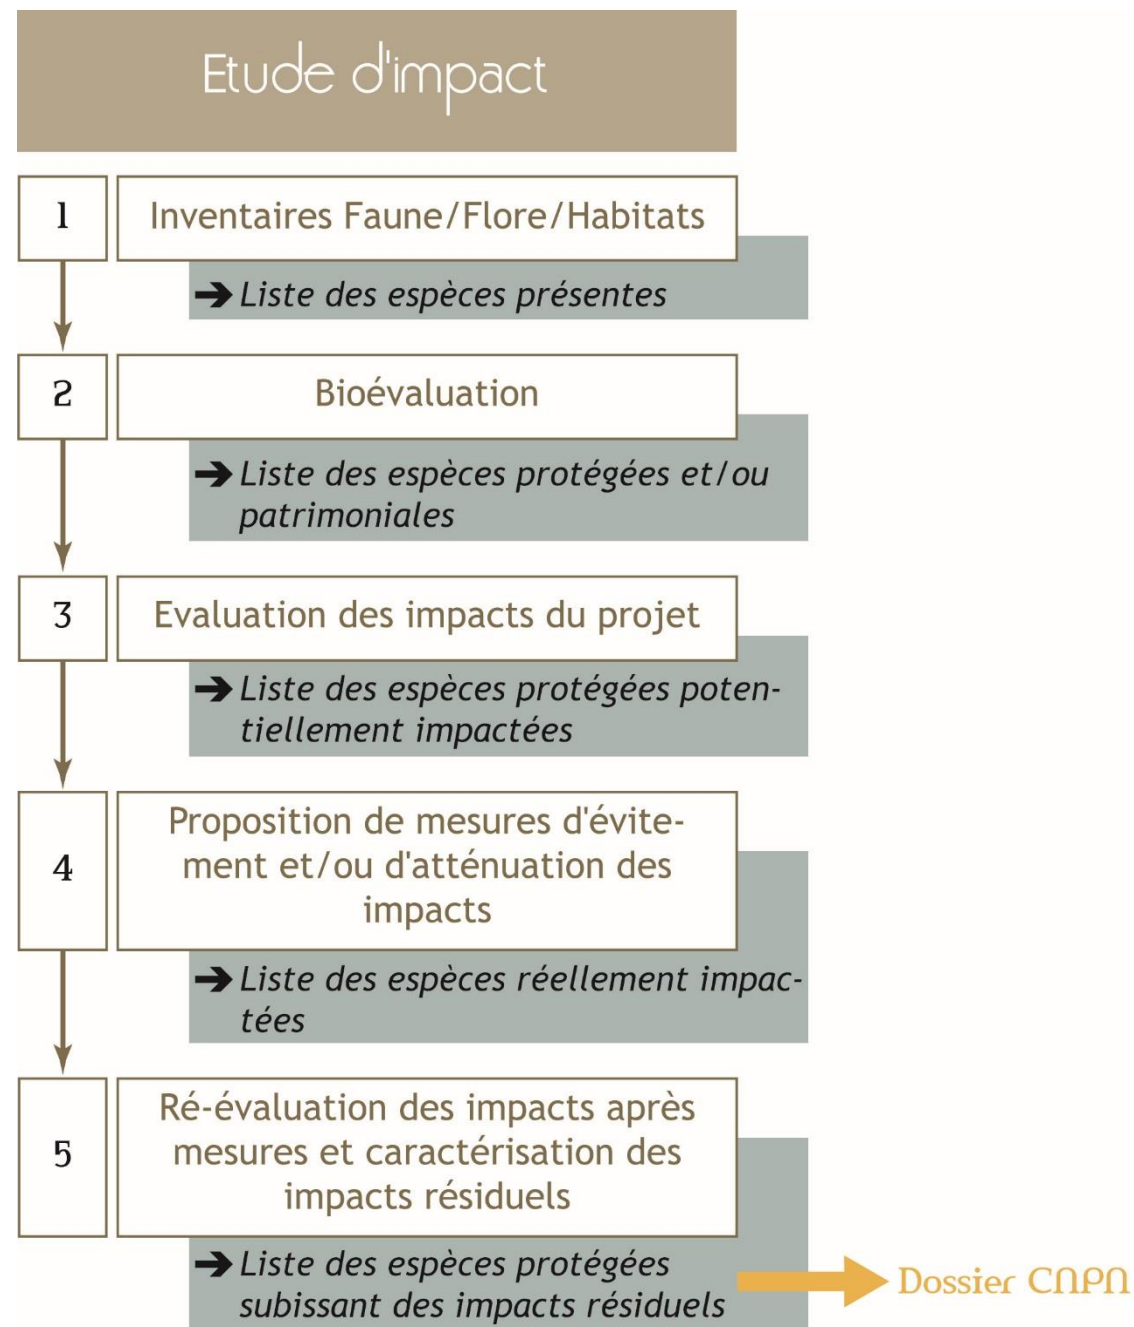 Etude d'impact
1
Inventaires Faune/Flore/Habitats
➔ Liste des espèces présentes
2
Bioévaluation
➔ Liste des espèces protégées et/ou
patrimoniales
3
Evaluation des impacts du projet
➔ Liste des espèces protégées poten-
tiellement impactées
4
Proposition de mesures d'évite-
ment et/ou d'atténuation des
impacts
➔ Liste des espèces réellement impac-
tées
5
Ré-évaluation des impacts après
mesures et caractérisation des
impacts résiduels
➔ Liste des espèces protégées
subissant des impacts résiduels
Dossier CNPN